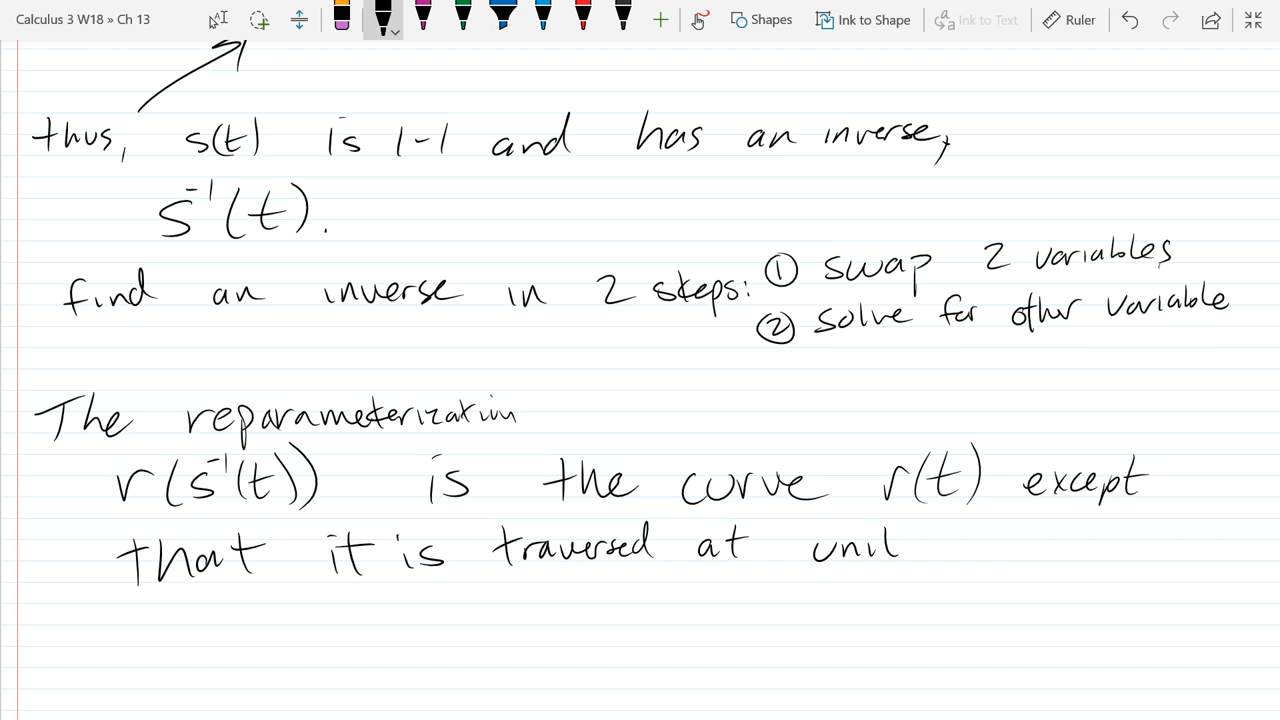 Calculus 3 W18 » Ch 13
Shapes
Ink to Shape
Ink to Text
Ruler
thus, s(t) is 1-1 and has an inverse,
s⁻¹(t).
find an inverse in 2 steps: ① swap 2 variables
② solve for other variable
The reparameterization
r(s⁻¹(t)) is the curve r(t) except
that it is traversed at unil